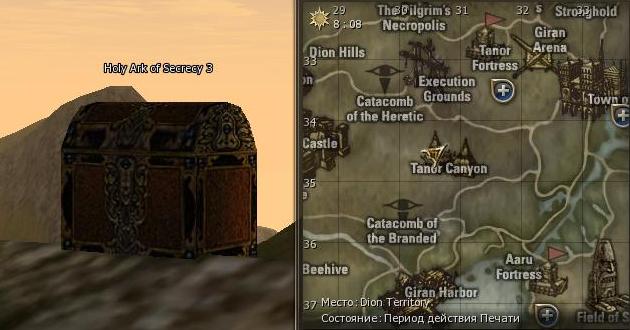 Holy Ark of Secrecy 3
8:08
29
30
31
32
33
S
The Pilgrim's
Necropolis
Stronghold
Giran
Arena
Tanor
Fortress
Dion Hills
33
Execution
Grounds
Catacomb
of the Heretic
Town o
34
Castle
Tanor Canyon
35
Catacomb of
the Branded
36
Aaru
Fortress
Beehive
Giran Harbor
37
Место: Dion Territory
Field of S
Состояние: Период действия Печати